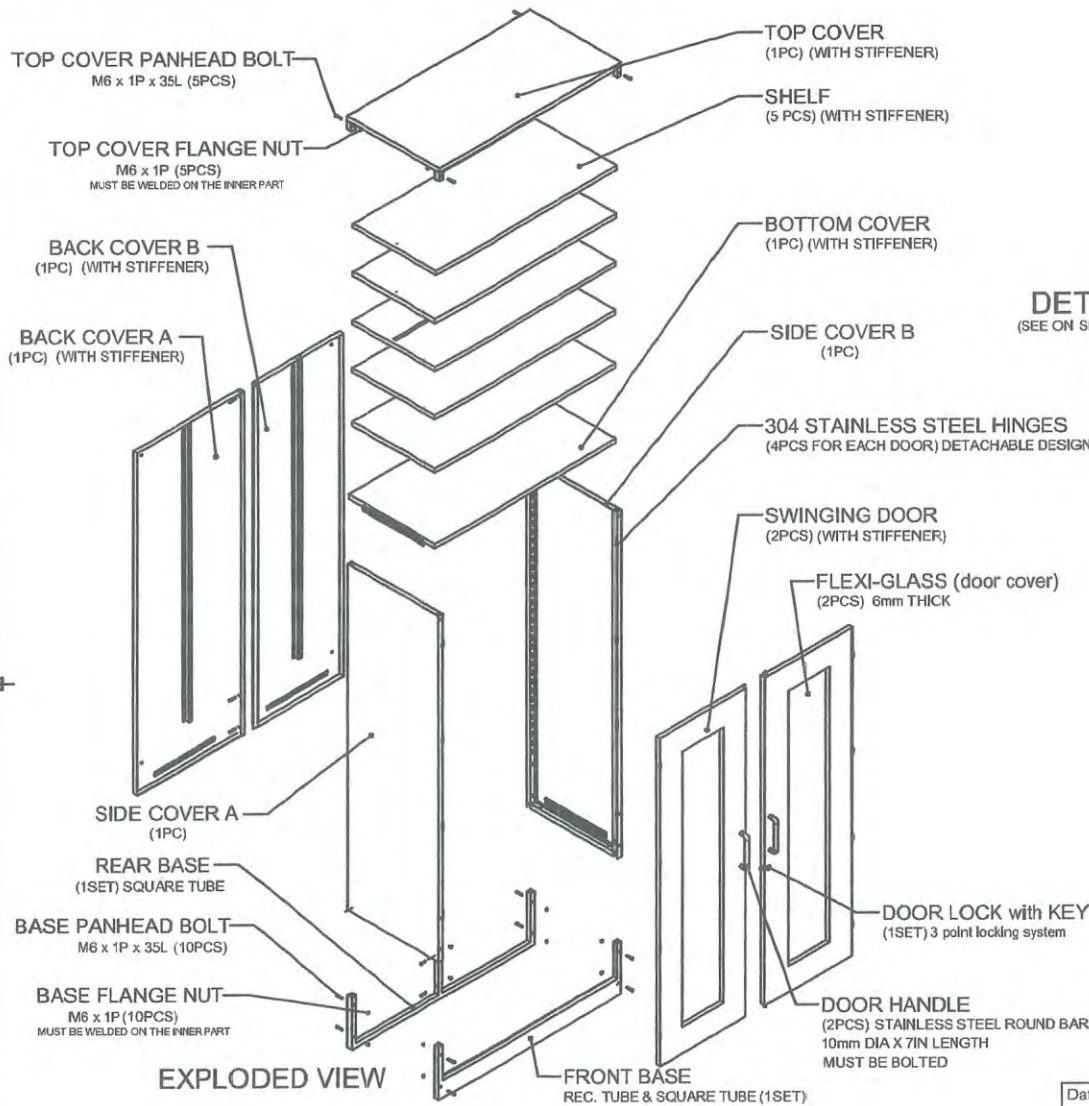 TOP COVER PANHEAD BOLT
M6 x 1P x 35L (5PCS)
TOP COVER FLANGE NUT
M6 x 1P (5PCS)
MUST BE WELDED ON THE INNER PART
BACK COVER B
(1PC) (WITH STIFFENER)
BACK COVER A
(1PC) (WITH STIFFENER)
TOP COVER
(1PC) (WITH STIFFENER)
SHELF
(5 PCS) (WITH STIFFENER)
BOTTOM COVER
(1PC) (WITH STIFFENER)
DET
(SEE ON S
SIDE COVER B
(1PC)
304 STAINLESS STEEL HINGES
(4PCS FOR EACH DOOR) DETACHABLE DESIGN
SWINGING DOOR
(2PCS) (WITH STIFFENER)
FLEXI-GLASS (door cover)
(2PCS) 6mm THICK
SIDE COVER A
(1PC)
REAR BASE
(1SET) SQUARE TUBE
BASE PANHEAD BOLT
M6 x 1P x 35L (10PCS)
BASE FLANGE NUT
M6 x 1P (10PCS)
MUST BE WELDED ON THE INNER PART
DOOR LOCK with KEY
(1SET) 3 point locking system
DOOR HANDLE
(2PCS) STAINLESS STEEL ROUND BAR
10mm DIA X 7IN LENGTH
MUST BE BOLTED
FRONT BASE
REC. TUBE & SQUARE TUBE (1SET)
EXPLODED VIEW
Dat